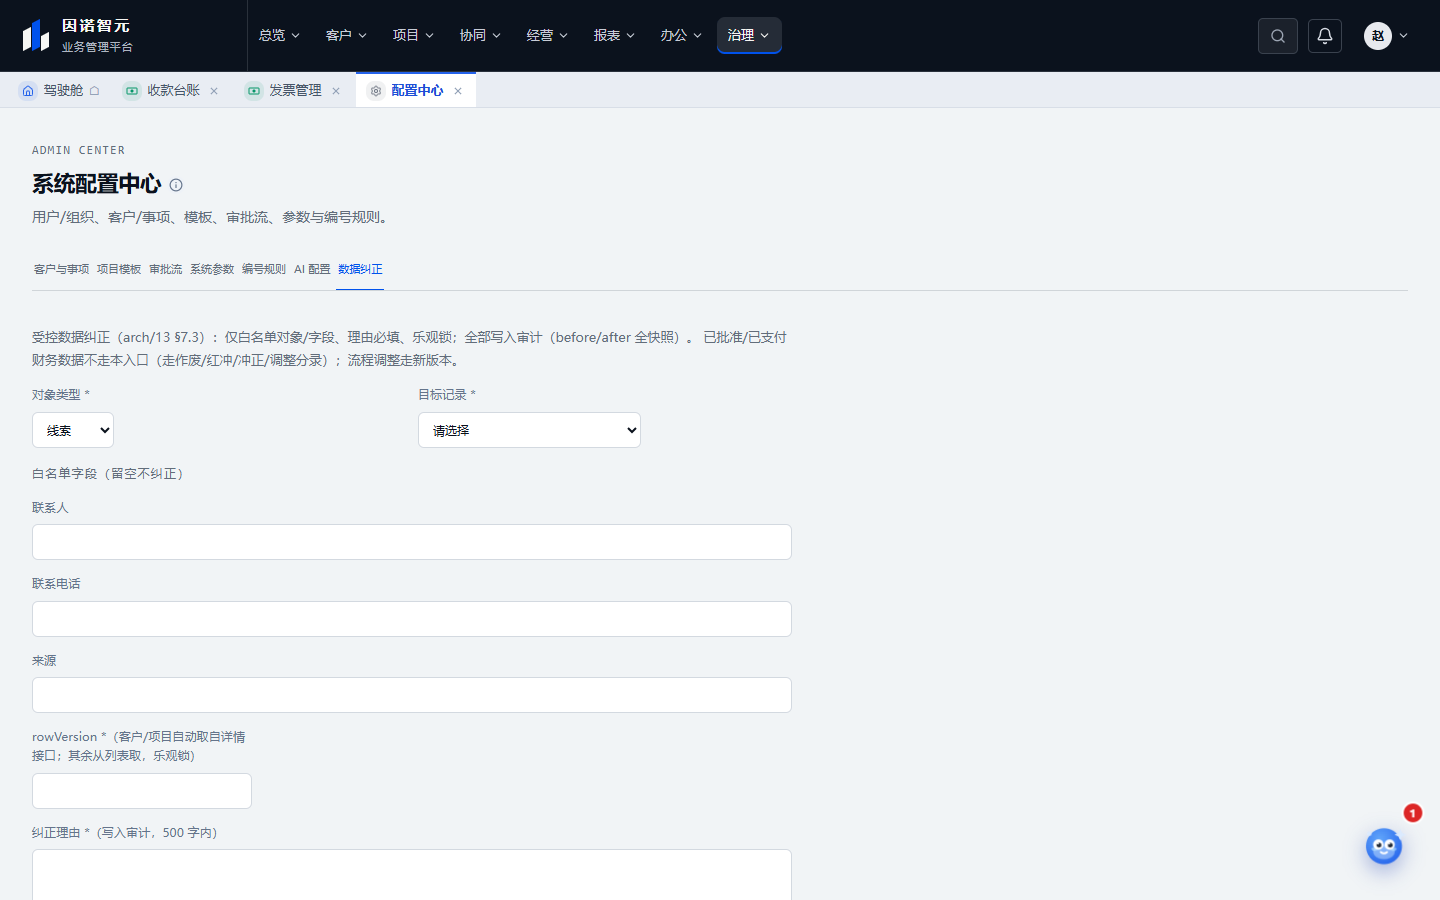 因诺智元
业务管理平台
总览 客户 项目 协同 经营 报表 办公 治理
赵
驾驶舱 收款台账 发票管理 配置中心
ADMIN CENTER
系统配置中心
用户/组织、客户/事项、模板、审批流、参数与编号规则。
客户与事项 项目模板 审批流 系统参数 编号规则 AI 配置 数据纠正
受控数据纠正（arch/13 §7.3）：仅白名单对象/字段、理由必填、乐观锁；全部写入审计（before/after 全快照）。 已批准/已支付
财务数据不走本入口（走作废/红冲/冲正/调整分录）；流程调整走新版本。
对象类型 * 目标记录 *
线索 请选择
白名单字段（留空不纠正）
联系人
联系电话
来源
rowVersion *（客户/项目自动取自详情
接口；其余从列表取，乐观锁）
纠正理由 *（写入审计，500 字内）
1